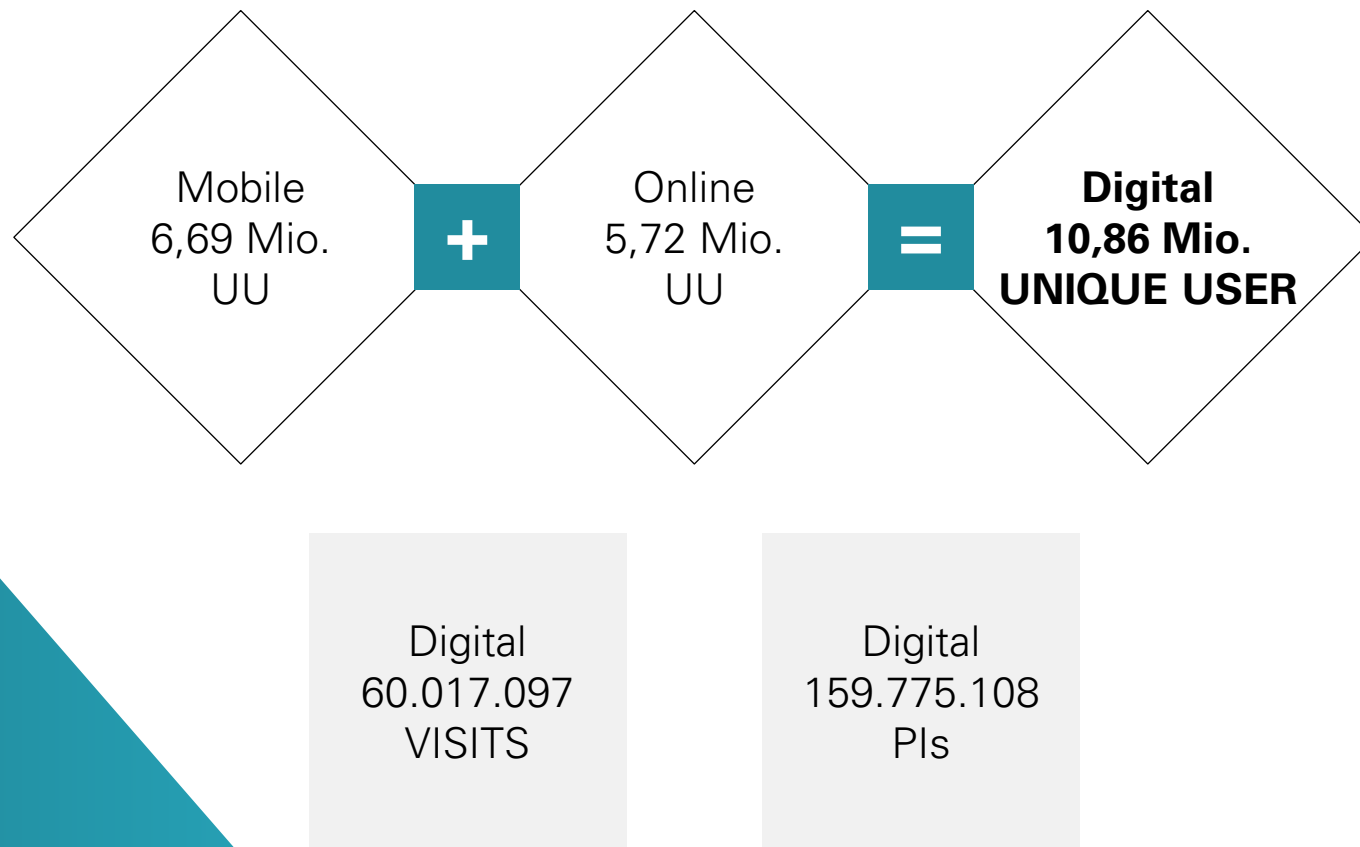 Mobile
6,69 Mio.
UU
+
Online
5,72 Mio.
UU
=
Digital
10,86 Mio.
UNIQUE USER
Digital
60.017.097
VISITS
Digital
159.775.108
PIs